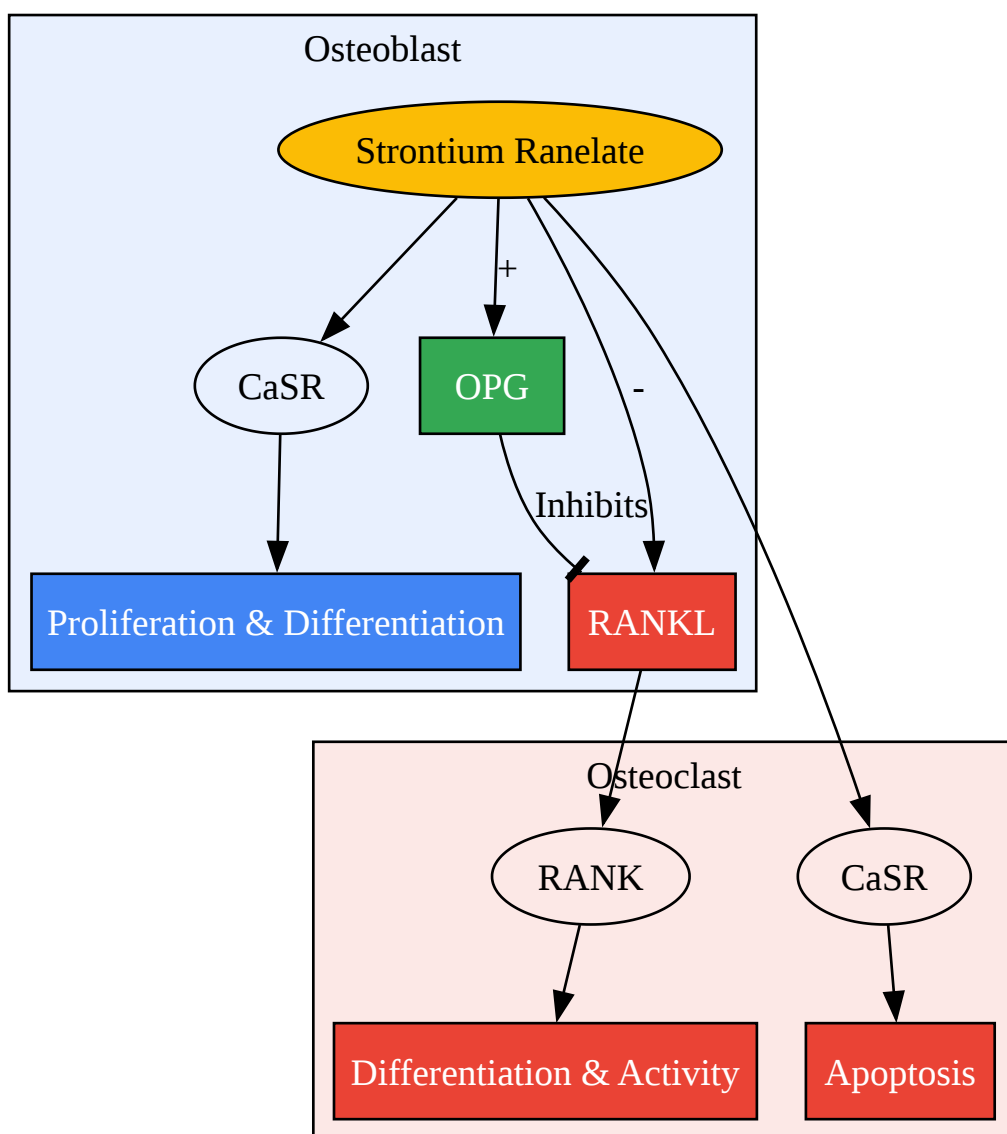 Osteoblast
Strontium Ranelate
+
CaSR
OPG
-
Inhibits
Proliferation & Differentiation
RANKL
Osteoclast
RANK
CaSR
Differentiation & Activity
Apoptosis